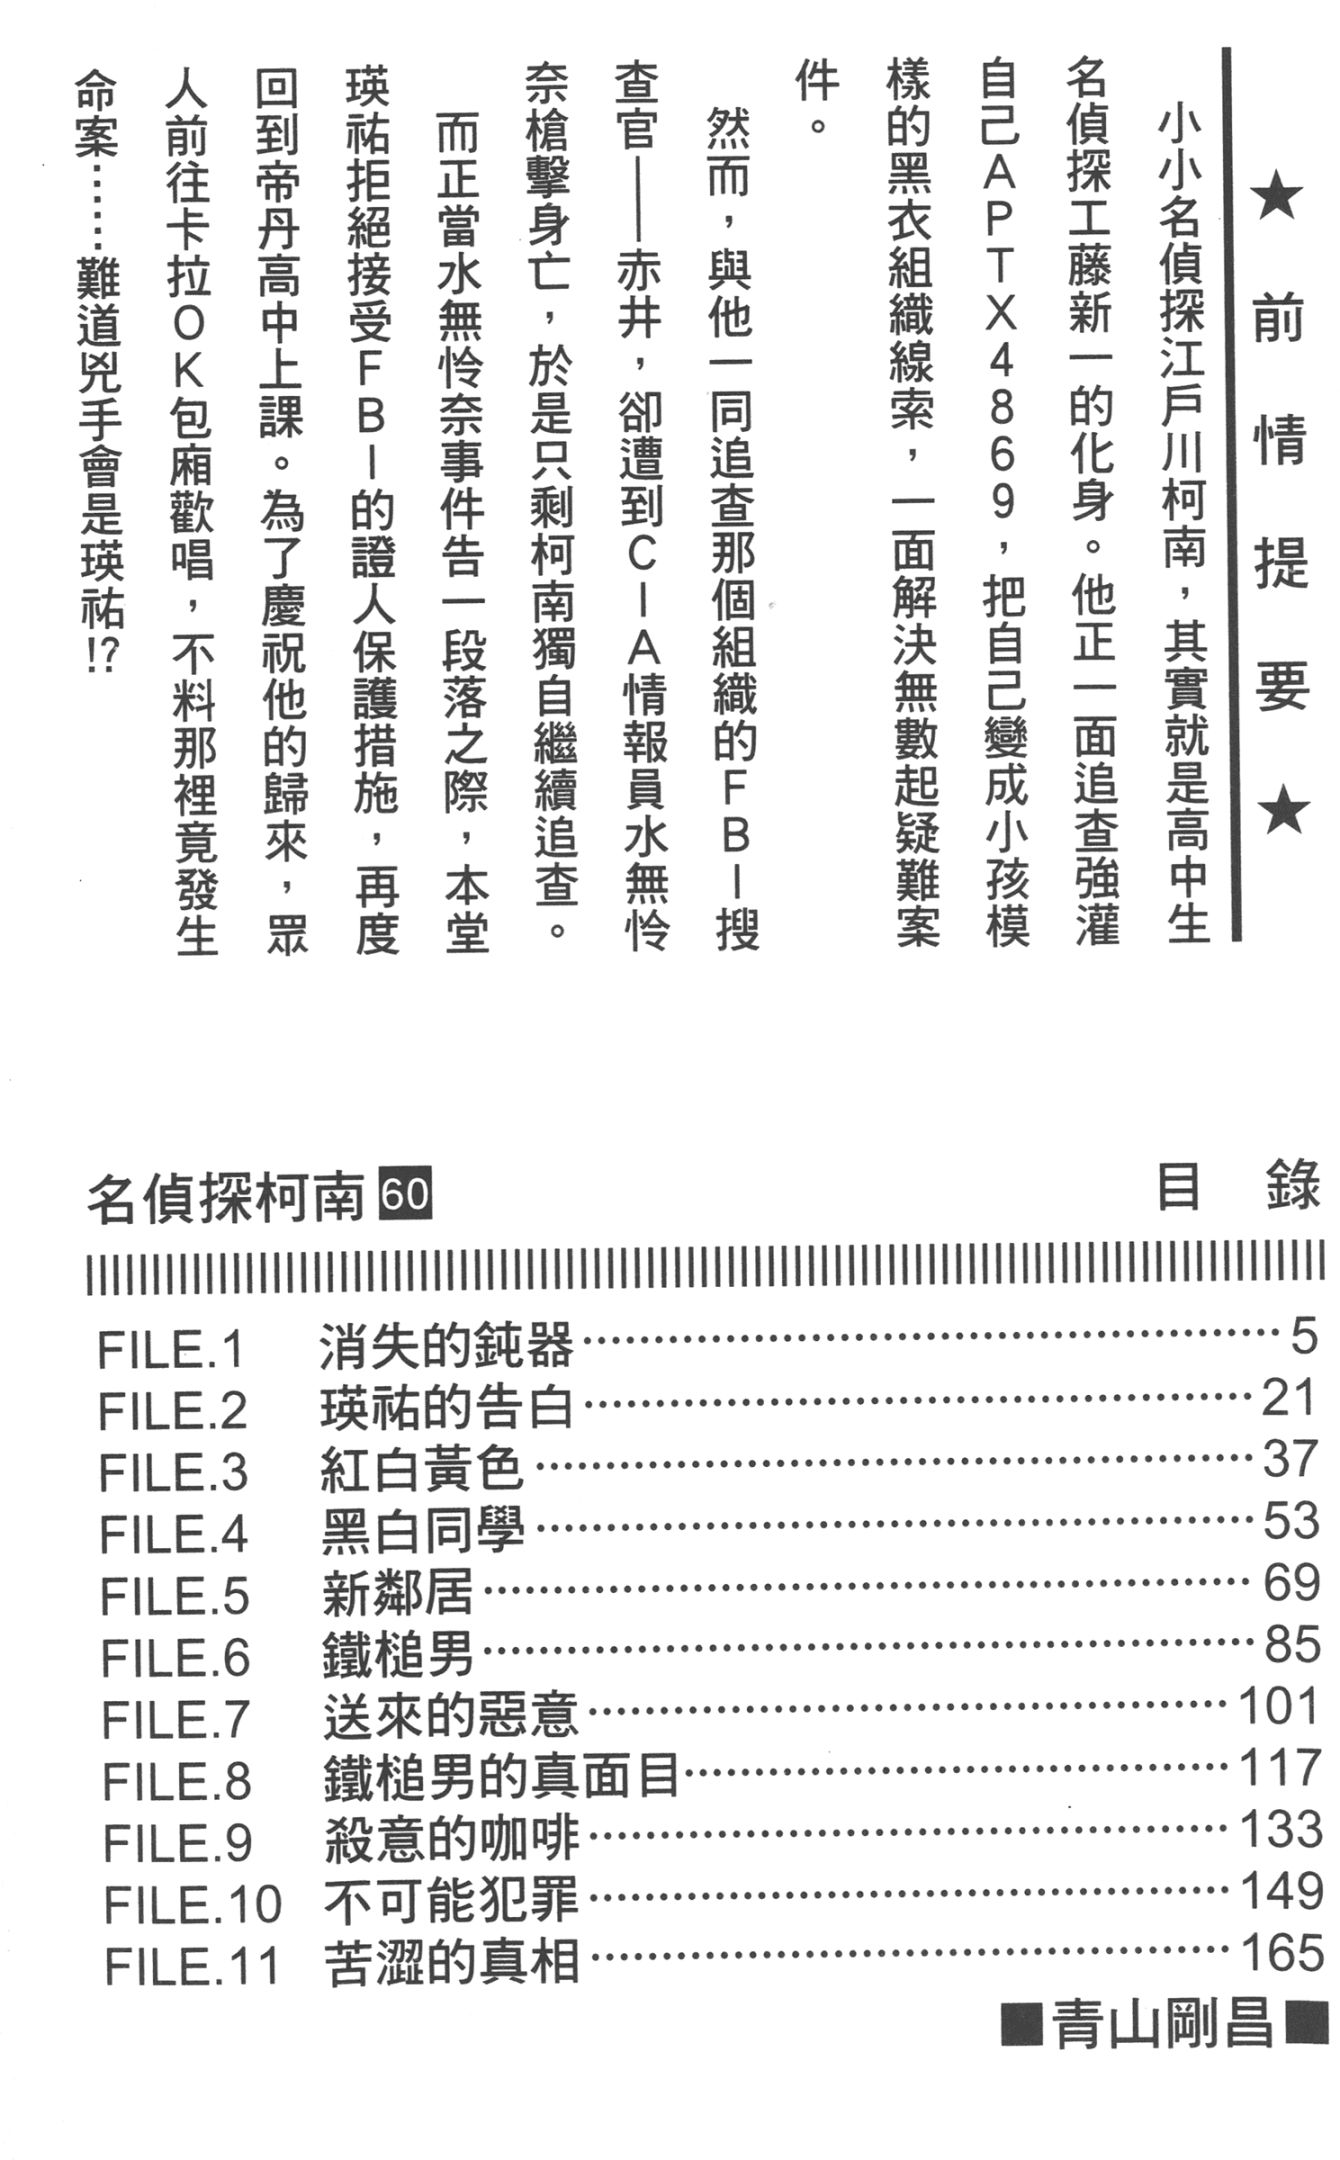 ★前情提要★
小小名偵探江戶川柯南，其實就是高中生
名偵探工藤新一的化身。他正一面追查強灌
自己ＡＰＴＸ４８６９，把自己變成小孩模
樣的黑衣組織線索，一面解決無數起疑難案
件。
然而，與他一同追查那個組織的ＦＢＩ搜
查官——赤井，卻遭到ＣＩＡ情報員水無怜
奈槍擊身亡，於是只剩柯南獨自繼續追查。
而正當水無怜奈事件告一段落之際，本堂
瑛祐拒絕接受ＦＢＩ的證人保護措施，再度
回到帝丹高中上課。為了慶祝他的歸來，眾
人前往卡拉ＯＫ包廂歡唱，不料那裡竟發生
命案……難道兇手會是瑛祐!?
名偵探柯南 60 目錄
FILE.1 消失的鈍器……5
FILE.2 瑛祐的告白……21
FILE.3 紅白黃色……37
FILE.4 黑白同學……53
FILE.5 新鄰居……69
FILE.6 鐵槌男……85
FILE.7 送來的惡意……101
FILE.8 鐵槌男的真面目……117
FILE.9 殺意的咖啡……133
FILE.10 不可能犯罪……149
FILE.11 苦澀的真相……165
■青山剛昌■